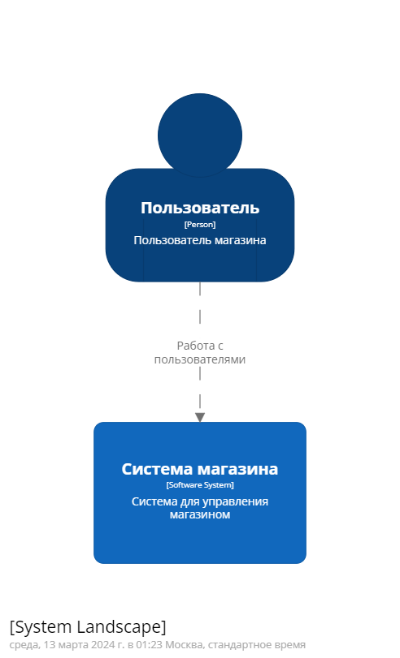 Пользователь
[Person]
Пользователь магазина
Работа с
пользователями
Система магазина
[Software System]
Система для управления
магазином
[System Landscape]
среда, 13 марта 2024 г. в 01:23 Москва, стандартное время